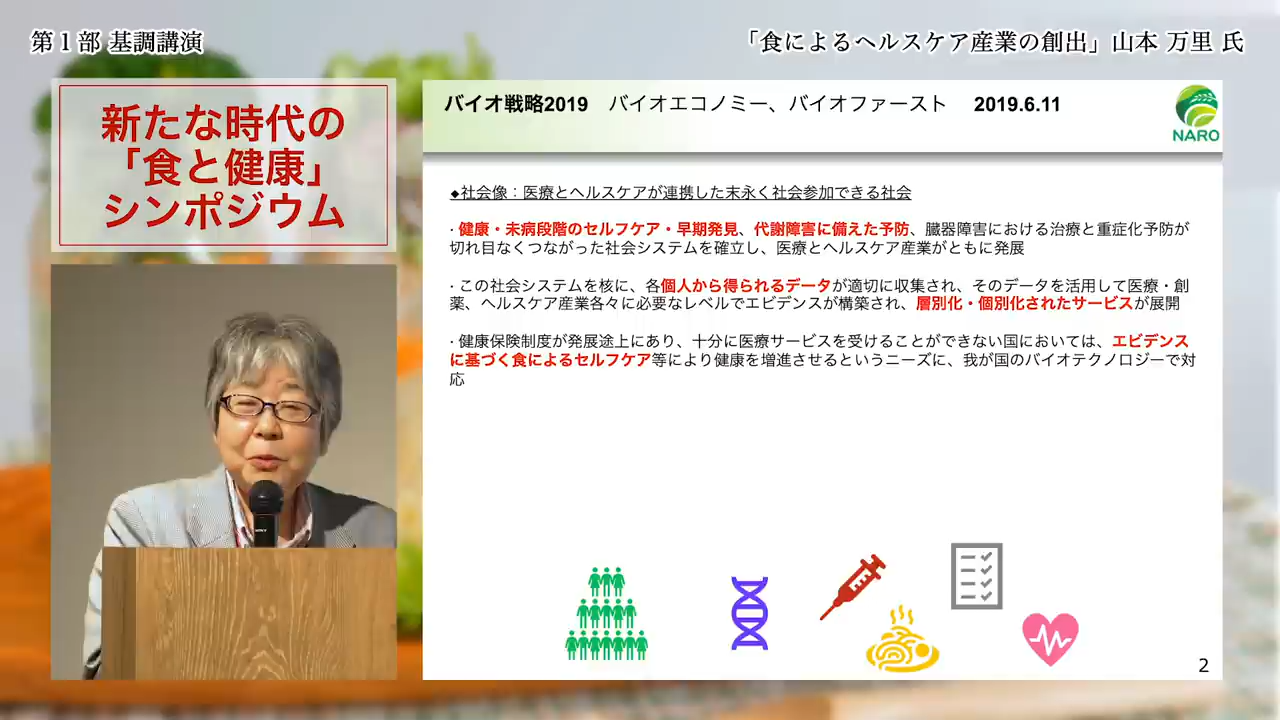 第１部 基調講演
「食によるヘルスケア産業の創出」山本 万里 氏
新たな時代の
「食と健康」
シンポジウム
バイオ戦略2019　バイオエコノミー、バイオファースト　2019.6.11
NARO
◆社会像：医療とヘルスケアが連携した末永く社会参加できる社会
· 健康・未病段階のセルフケア・早期発見、代謝障害に備えた予防、臓器障害における治療と重症化予防が
切れ目なくつながった社会システムを確立し、医療とヘルスケア産業がともに発展
· この社会システムを核に、各個人から得られるデータが適切に収集され、そのデータを活用して医療・創
薬、ヘルスケア産業各々に必要なレベルでエビデンスが構築され、層別化・個別化されたサービスが展開
· 健康保険制度が発展途上にあり、十分に医療サービスを受けることができない国においては、エビデンス
に基づく食によるセルフケア等により健康を増進させるというニーズに、我が国のバイオテクノロジーで対
応
SONY
2